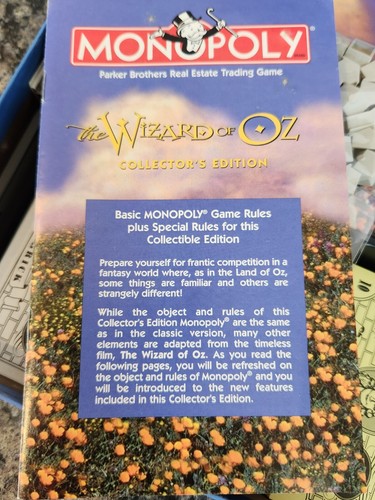 MONOPOLY®
Parker Brothers Real Estate Trading Game
the WIZARD OF OZ
COLLECTOR'S EDITION
Basic MONOPOLY® Game Rules
plus Special Rules for this
Collectible Edition
Prepare yourself for frantic competition in a
fantasy world where, as in the Land of Oz,
some things are familiar and others are
strangely different!
While the object and rules of this
Collector's Edition Monopoly® are the same
as in the classic version, many other
elements are adapted from the timeless
film, The Wizard of Oz. As you read the
following pages, you will be refreshed on
the object and rules of Monopoly® and you
will be introduced to the new features
included in this Collector's Edition.